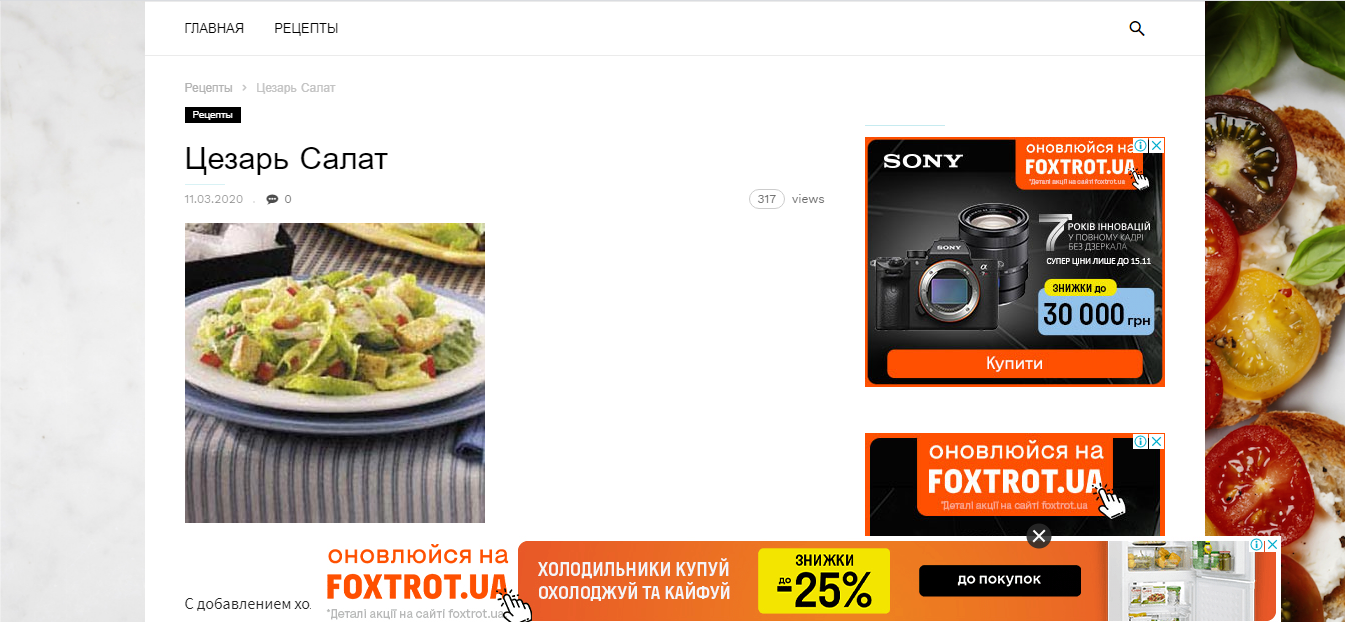 ГЛАВНАЯ РЕЦЕПТЫ
Рецепты > Цезарь Салат
Рецепты
Цезарь Салат
11.03.2020 . 0
317 views
SONY
ОНОВЛЮЙСЯ НА
FOXTROT.UA
*Деталі акції на сайті foxtrot.ua
SONY
α
7
7 РОКІВ ІННОВАЦІЙ
У ПОВНОМУ КАДРІ
БЕЗ ДЗЕРКАЛА
СУПЕР ЦІНИ ЛИШЕ ДО 15.11
ЗНИЖКИ до
30 000 грн
Купити
ОНОВЛЮЙСЯ НА
FOXTROT.UA
*Деталі акції на сайті foxtrot.ua
С добавлением хо
ОНОВЛЮЙСЯ НА
FOXTROT.UA
*Деталі акції на сайті foxtrot.ua
ХОЛОДИЛЬНИКИ КУПУЙ
ОХОЛОДЖУЙ ТА КАЙФУЙ
ЗНИЖКИ
до -25%
ДО ПОКУПОК